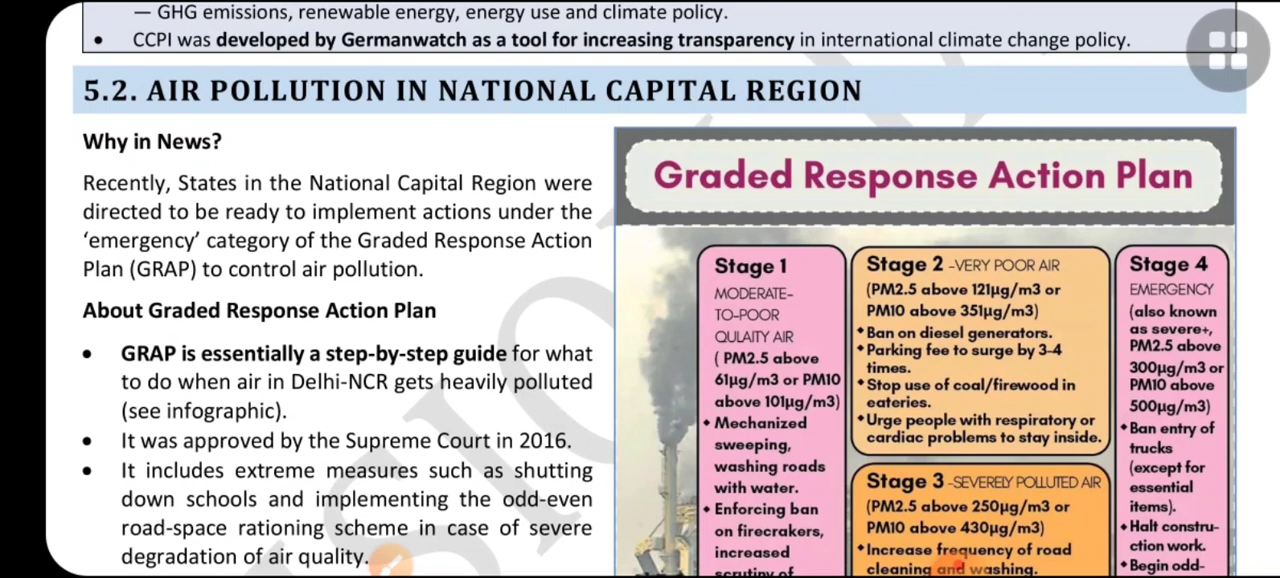 — GHG emissions, renewable energy, energy use and climate policy.
• CCPI was developed by Germanwatch as a tool for increasing transparency in international climate change policy.
5.2. AIR POLLUTION IN NATIONAL CAPITAL REGION
Why in News?
Recently, States in the National Capital Region were
directed to be ready to implement actions under the
‘emergency’ category of the Graded Response Action
Plan (GRAP) to control air pollution.
About Graded Response Action Plan
• GRAP is essentially a step-by-step guide for what
to do when air in Delhi-NCR gets heavily polluted
(see infographic).
• It was approved by the Supreme Court in 2016.
• It includes extreme measures such as shutting
down schools and implementing the odd-even
road-space rationing scheme in case of severe
degradation of air quality.
Graded Response Action Plan
Stage 1
MODERATE-
TO-POOR
QULAITY AIR
( PM2.5 above
61µg/m3 or PM10
above 101µg/m3)
Mechanized
sweeping,
washing roads
with water.
Enforcing ban
on firecrackers,
increased
scrutiny of
Stage 2 -VERY POOR AIR
(PM2.5 above 121µg/m3 or
PM10 above 351µg/m3)
Ban on diesel generators.
Parking fee to surge by 3-4
times.
Stop use of coal/firewood in
eateries.
Urge people with respiratory or
cardiac problems to stay inside.
Stage 3 -SEVERELY POLLUTED AIR
(PM2.5 above 250µg/m3 or
PM10 above 430µg/m3)
Increase frequency of road
cleaning and washing.
Stage 4
EMERGENCY
(also known
as severe+,
PM2.5 above
300µg/m3 or
PM10 above
500µg/m3)
Ban entry of
trucks
(except for
essential
items).
Halt constru-
ction work.
Begin odd-